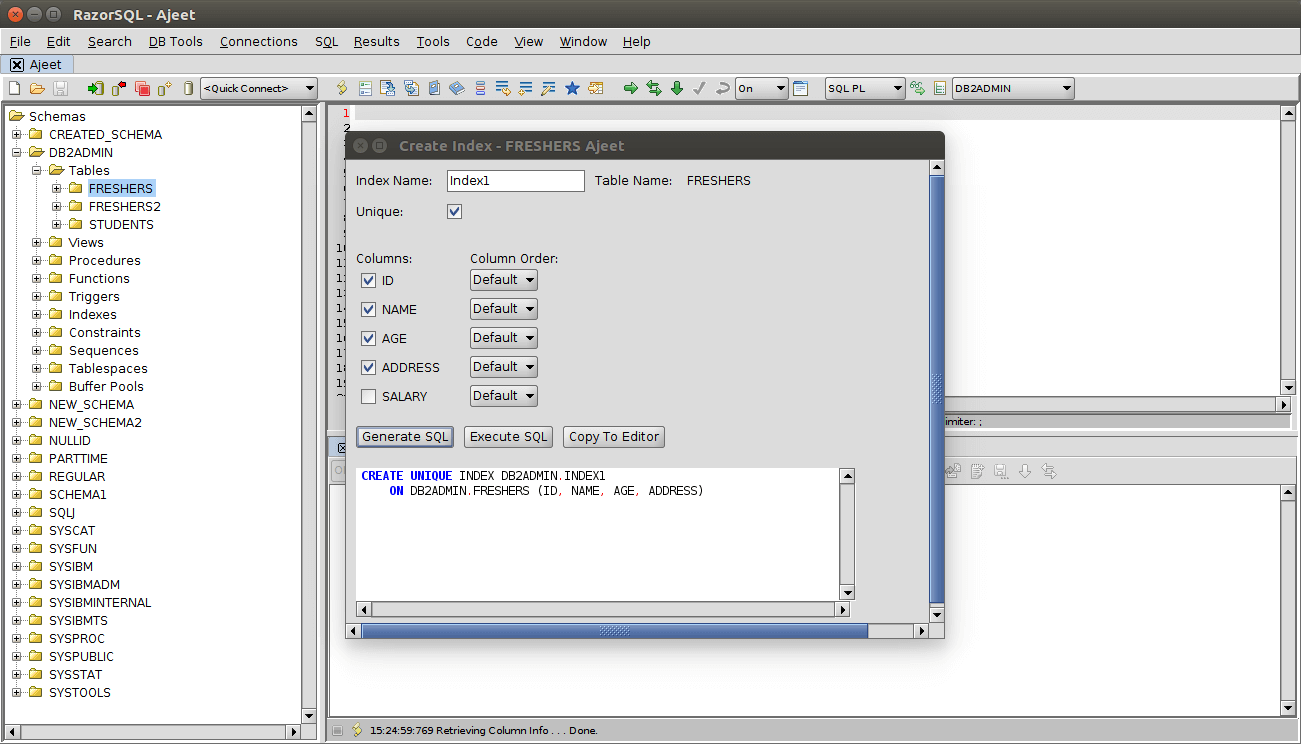 RazorSQL - Ajeet
File Edit Search DB Tools Connections SQL Results Tools Code View Window Help
Ajeet
<Quick Connect> On SQL PL DB2ADMIN
Schemas
CREATED_SCHEMA
DB2ADMIN
Tables
FRESHERS
FRESHERS2
STUDENTS
Views
Procedures
Functions
Triggers
Indexes
Constraints
Sequences
Tablespaces
Buffer Pools
NEW_SCHEMA
NEW_SCHEMA2
NULLID
PARTTIME
REGULAR
SCHEMA1
SQLJ
SYSCAT
SYSFUN
SYSIBM
SYSIBMADM
SYSIBMINTERNAL
SYSIBMTS
SYSPROC
SYSPUBLIC
SYSSTAT
SYSTOOLS
1
2
Create Index - FRESHERS Ajeet
Index Name: Index1 Table Name: FRESHERS
Unique:
Columns: Column Order:
ID Default
NAME Default
AGE Default
ADDRESS Default
SALARY Default
Generate SQL Execute SQL Copy To Editor
CREATE UNIQUE INDEX DB2ADMIN.INDEX1
ON DB2ADMIN.FRESHERS (ID, NAME, AGE, ADDRESS)
imiter: ;
15:24:59:769 Retrieving Column Info . . . Done.